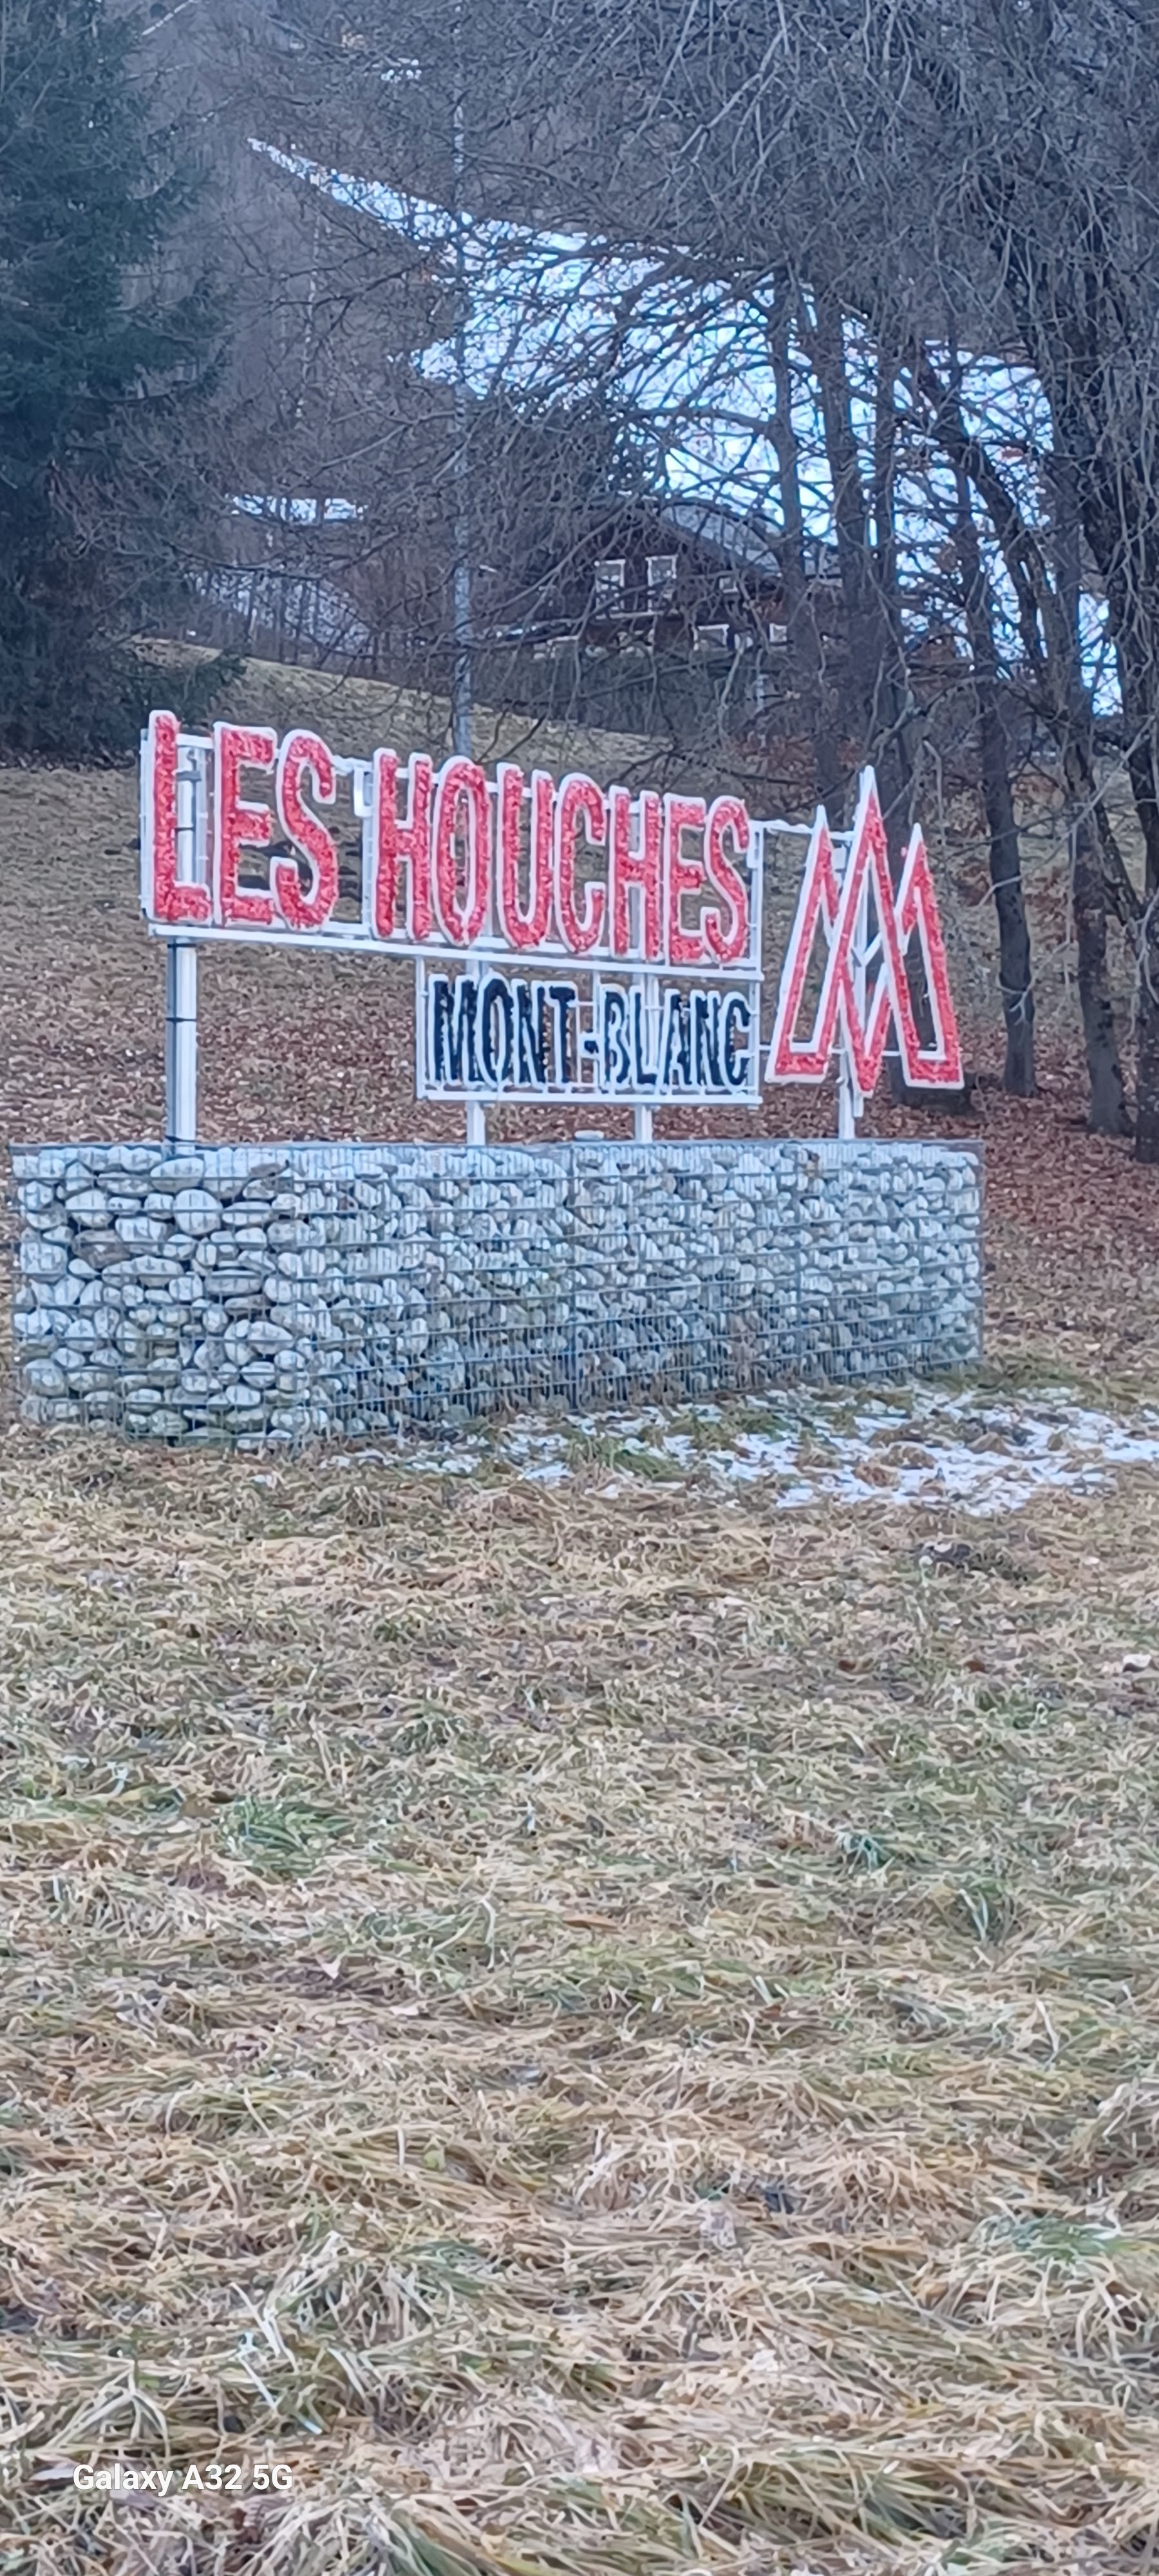 LES HOUCHES
MONT-BLANC
Galaxy A32 5G